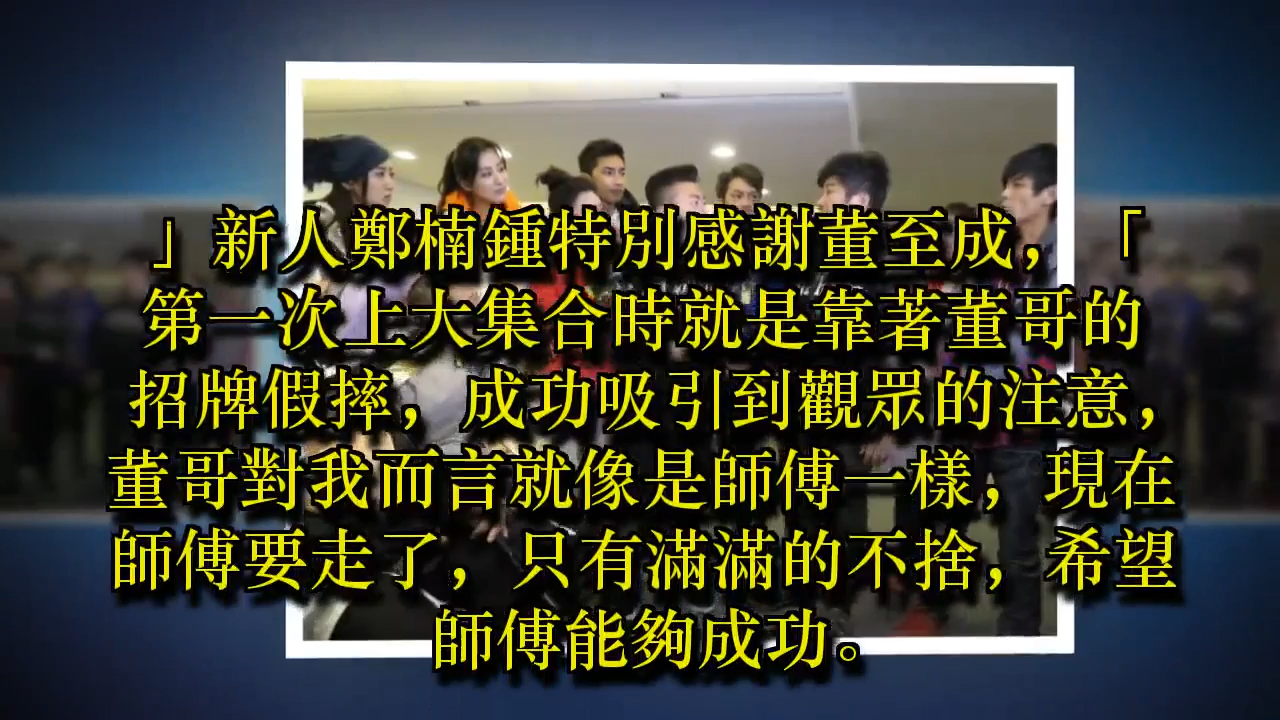 」新人鄭楠鍾特別感謝董至成，「
第一次上大集合時就是靠著董哥的
招牌假摔，成功吸引到觀眾的注意，
董哥對我而言就像是師傅一樣，現在
師傅要走了，只有滿滿的不捨，希望
師傅能夠成功。